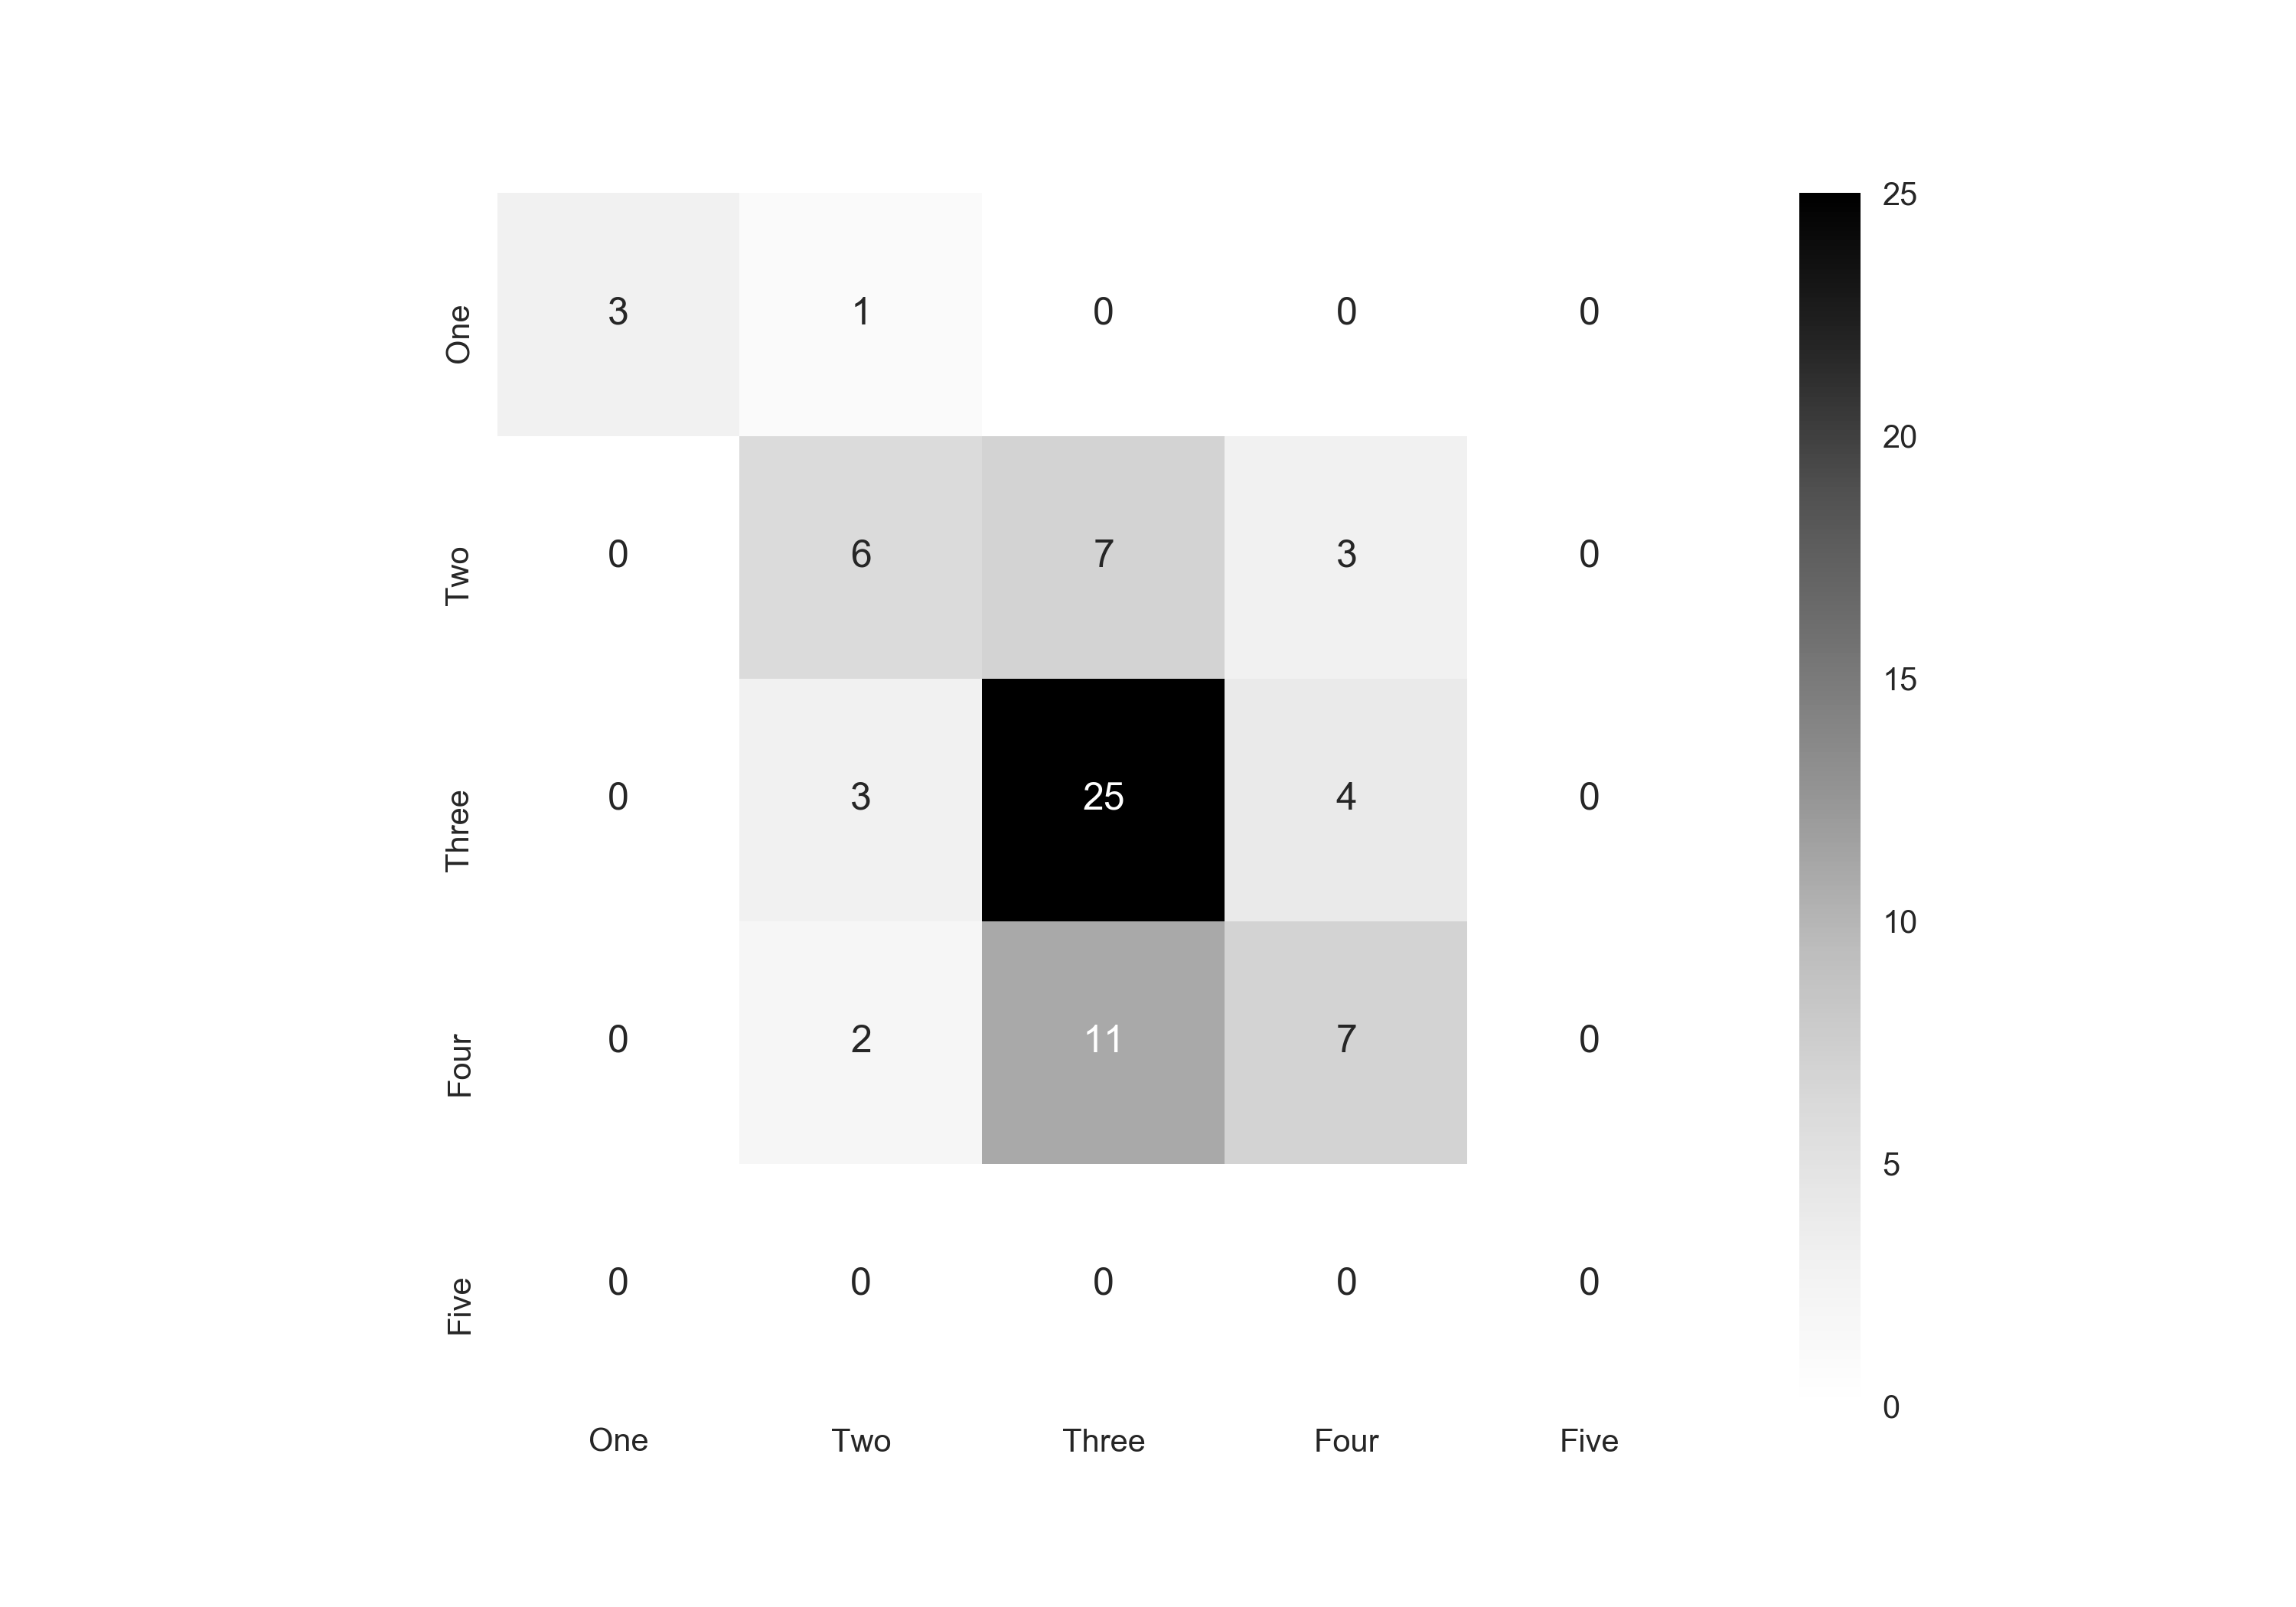 25
One 3 1 0 0 0
20
Two 0 6 7 3 0
15
Three 0 3 25 4 0
10
Four 0 2 11 7 0
5
Five 0 0 0 0 0
0
One Two Three Four Five